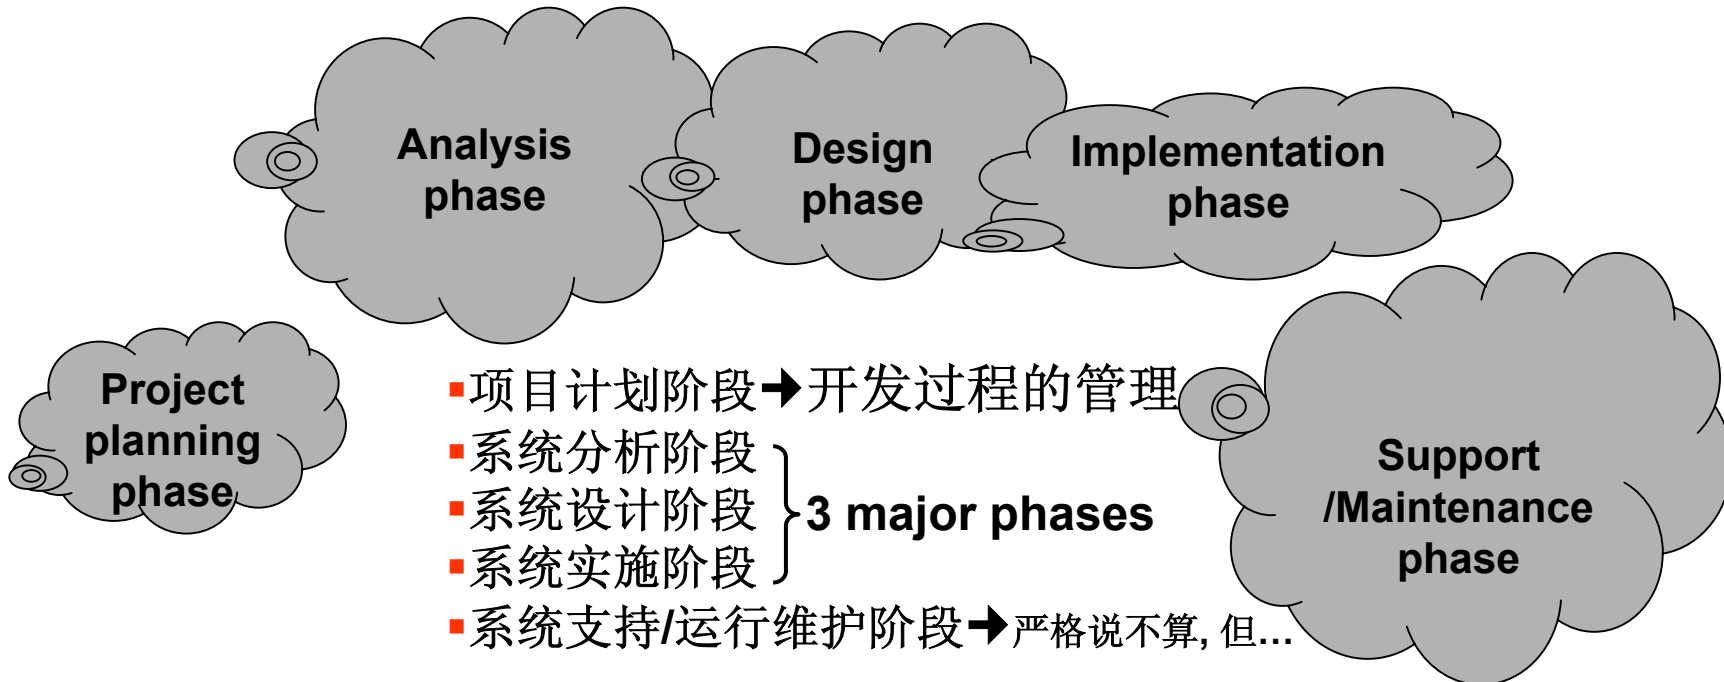 Analysis
phase
Design
phase
Implementation
phase
Project
planning
phase
▪项目计划阶段➔开发过程的管理
▪系统分析阶段
▪系统设计阶段
▪系统实施阶段
3 major phases
▪系统支持/运行维护阶段➔严格说不算, 但…
Support
/Maintenance
phase